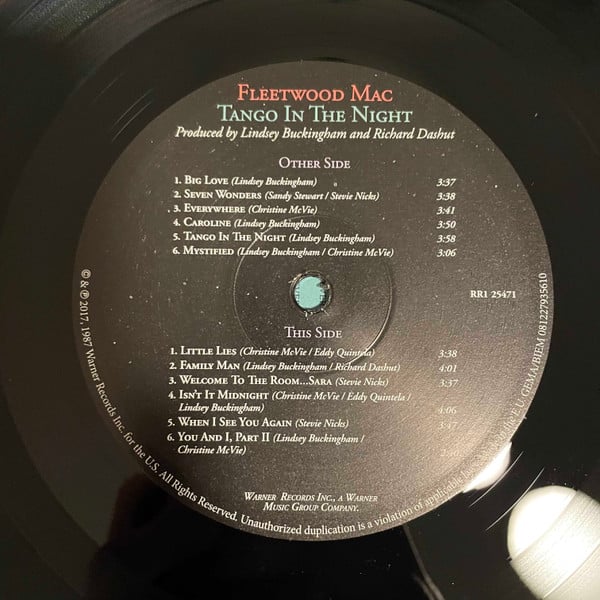 Fleetwood Mac
Tango In The Night
Produced by Lindsey Buckingham and Richard Dashut
Other Side
1. Big Love (Lindsey Buckingham) 3:37
2. Seven Wonders (Sandy Stewart / Stevie Nicks) 3:38
3. Everywhere (Christine McVie) 3:41
4. Caroline (Lindsey Buckingham) 3:50
5. Tango In The Night (Lindsey Buckingham) 3:58
6. Mystified (Lindsey Buckingham / Christine McVie) 3:06
RR1 25471
This Side
1. Little Lies (Christine McVie / Eddy Quintela) 3:38
2. Family Man (Lindsey Buckingham / Richard Dashut) 4:01
3. Welcome To The Room...Sara (Stevie Nicks) 3:37
4. Isn't It Midnight (Christine McVie / Eddy Quintela /
Lindsey Buckingham) 4:06
5. When I See You Again (Stevie Nicks) 3:47
6. You And I, Part II (Lindsey Buckingham /
Christine McVie) 2:40
Warner Records Inc., a Warner
Music Group Company.
© & ℗ 2017, 1987 Warner Records Inc. for the U.S. All Rights Reserved. Unauthorized duplication is a violation of applicable E.U. GEMA/BIEM 081227935610